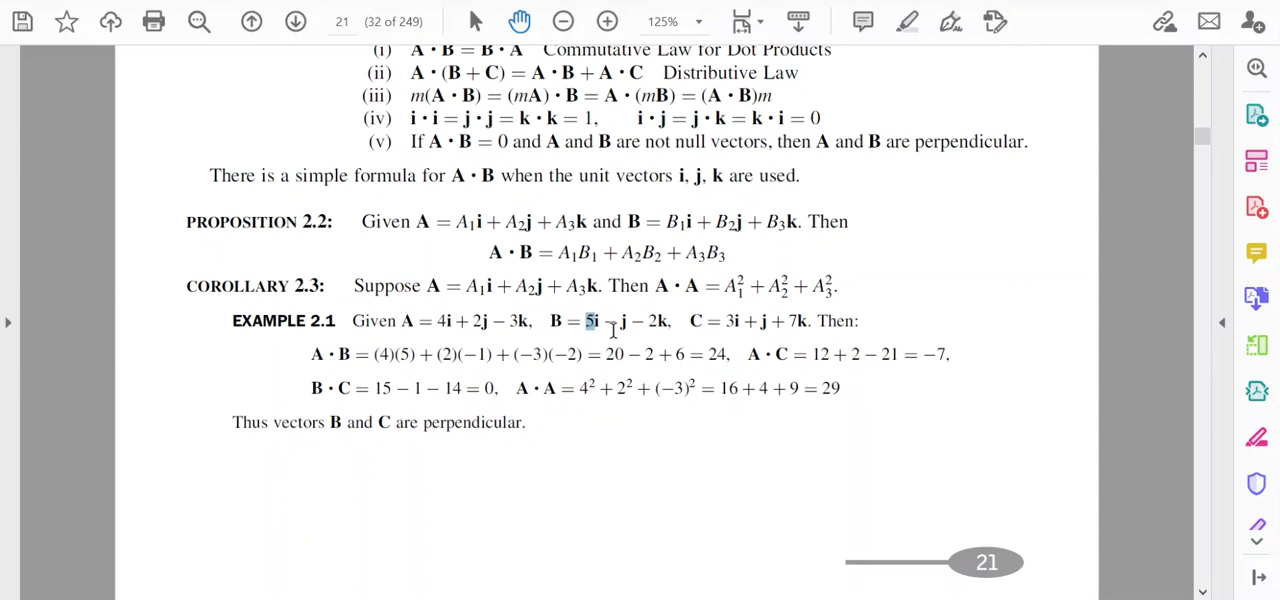 21 (32 of 249) 125%
(i) A • B = B • A Commutative Law for Dot Products
(ii) A • (B + C) = A • B + A • C Distributive Law
(iii) m(A • B) = (mA) • B = A • (mB) = (A • B)m
(iv) i • i = j • j = k • k = 1, i • j = j • k = k • i = 0
(v) If A • B = 0 and A and B are not null vectors, then A and B are perpendicular.
There is a simple formula for A • B when the unit vectors i, j, k are used.
PROPOSITION 2.2: Given A = A₁i + A₂j + A₃k and B = B₁i + B₂j + B₃k. Then
A • B = A₁B₁ + A₂B₂ + A₃B₃
COROLLARY 2.3: Suppose A = A₁i + A₂j + A₃k. Then A • A = A₁² + A₂² + A₃².
EXAMPLE 2.1 Given A = 4i + 2j − 3k, B = 5i − j − 2k, C = 3i + j + 7k. Then:
A • B = (4)(5) + (2)(−1) + (−3)(−2) = 20 − 2 + 6 = 24, A • C = 12 + 2 − 21 = −7,
B • C = 15 − 1 − 14 = 0, A • A = 4² + 2² + (−3)² = 16 + 4 + 9 = 29
Thus vectors B and C are perpendicular.
21